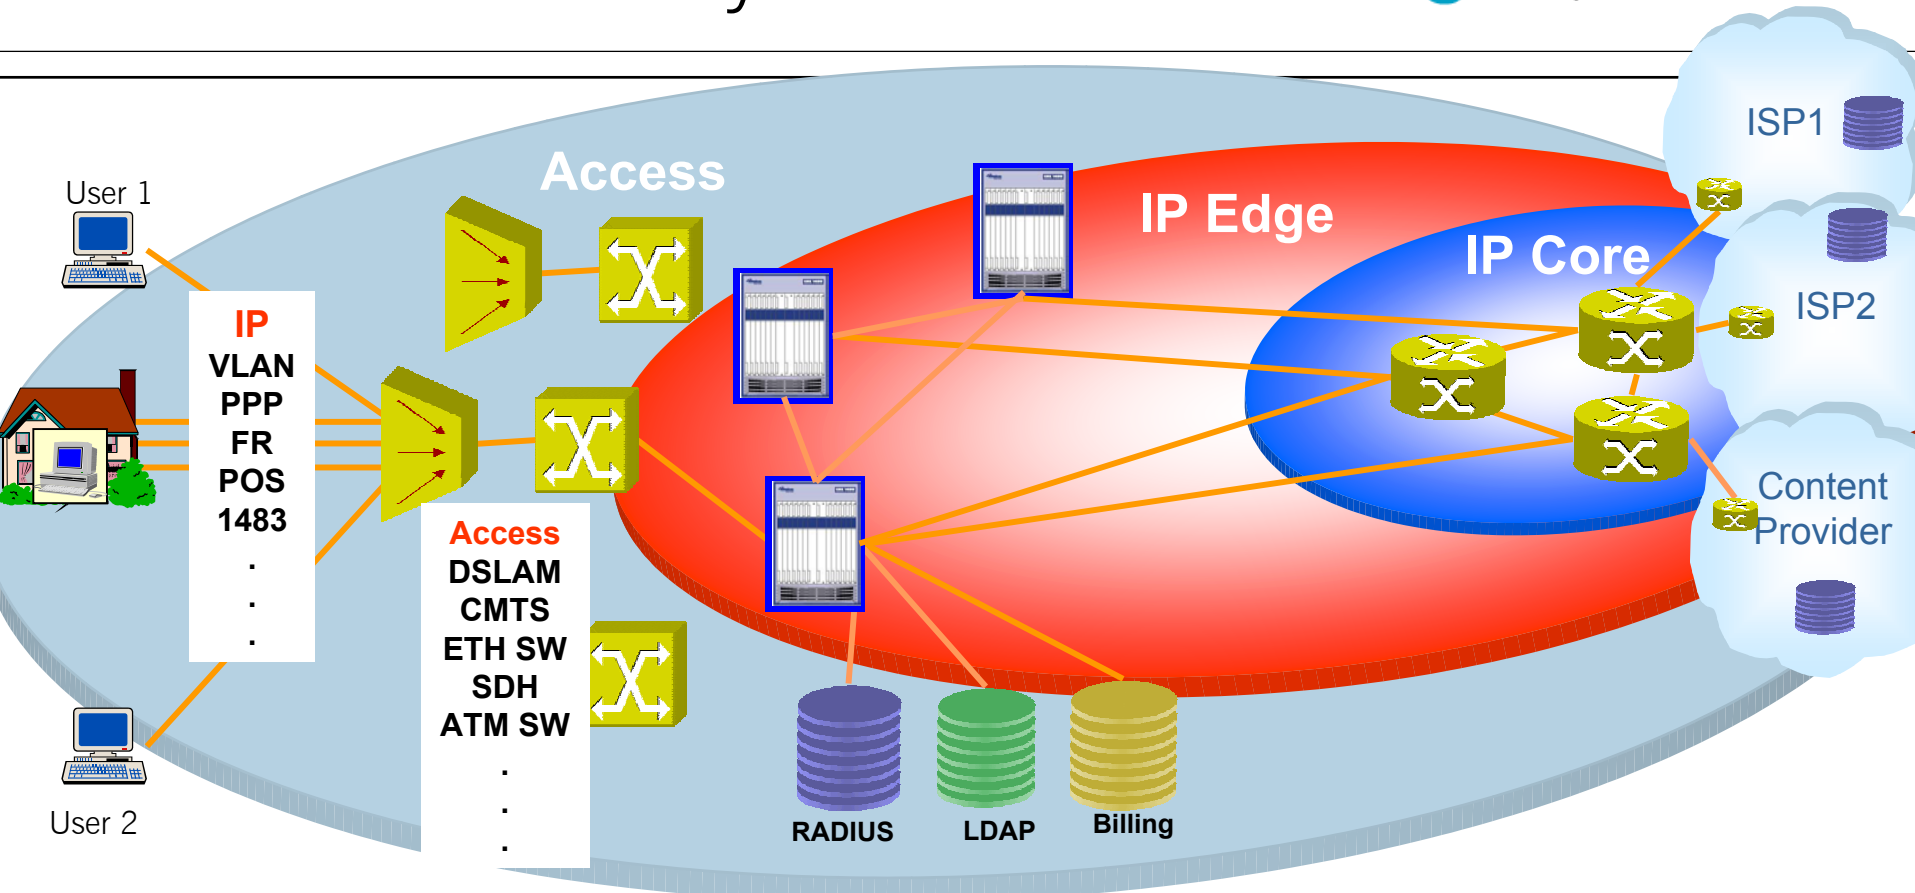 Access
IP Edge
IP Core
ISP1
ISP2
Content
Provider
User 1
IP
VLAN
PPP
FR
POS
1483
.
.
.
Access
DSLAM
CMTS
ETH SW
SDH
ATM SW
.
.
.
User 2
RADIUS
LDAP
Billing